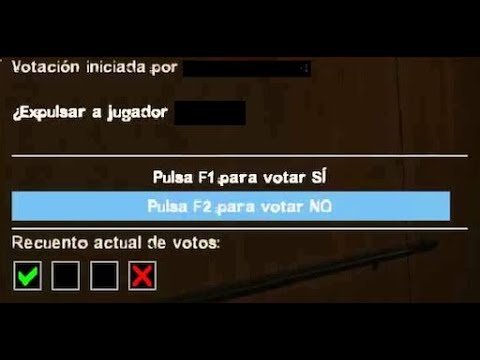 Votación iniciada por
¿Expulsar a jugador
Pulsa F1 para votar SÍ
Pulsa F2 para votar NO
Recuento actual de votos: